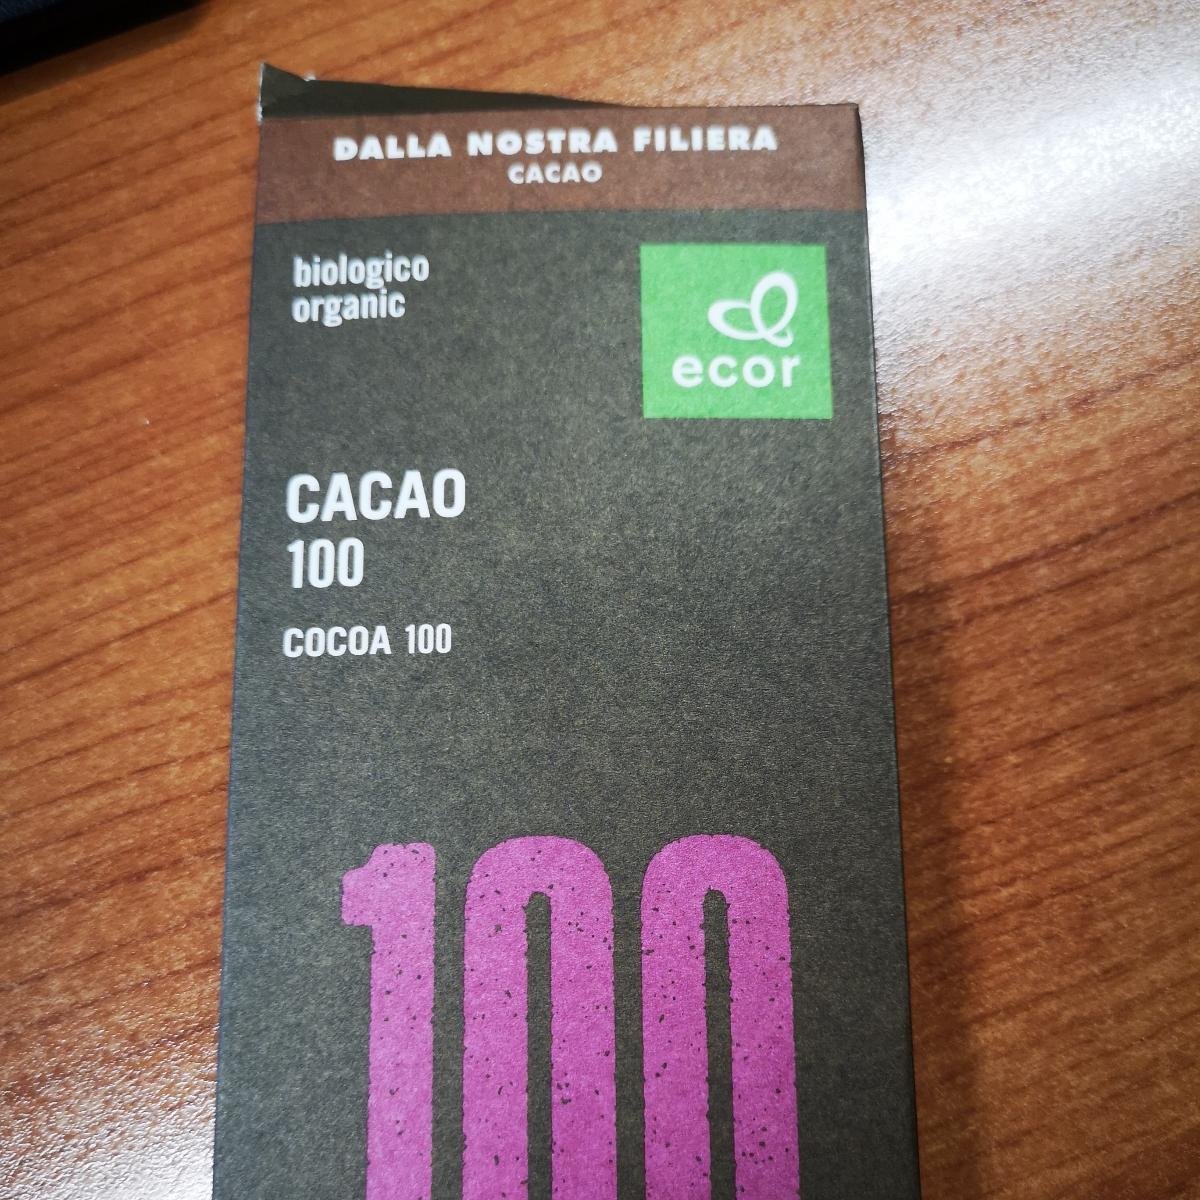 DALLA NOSTRA FILIERA
CACAO
biologico
organic
ecor
CACAO
100
COCOA 100
100